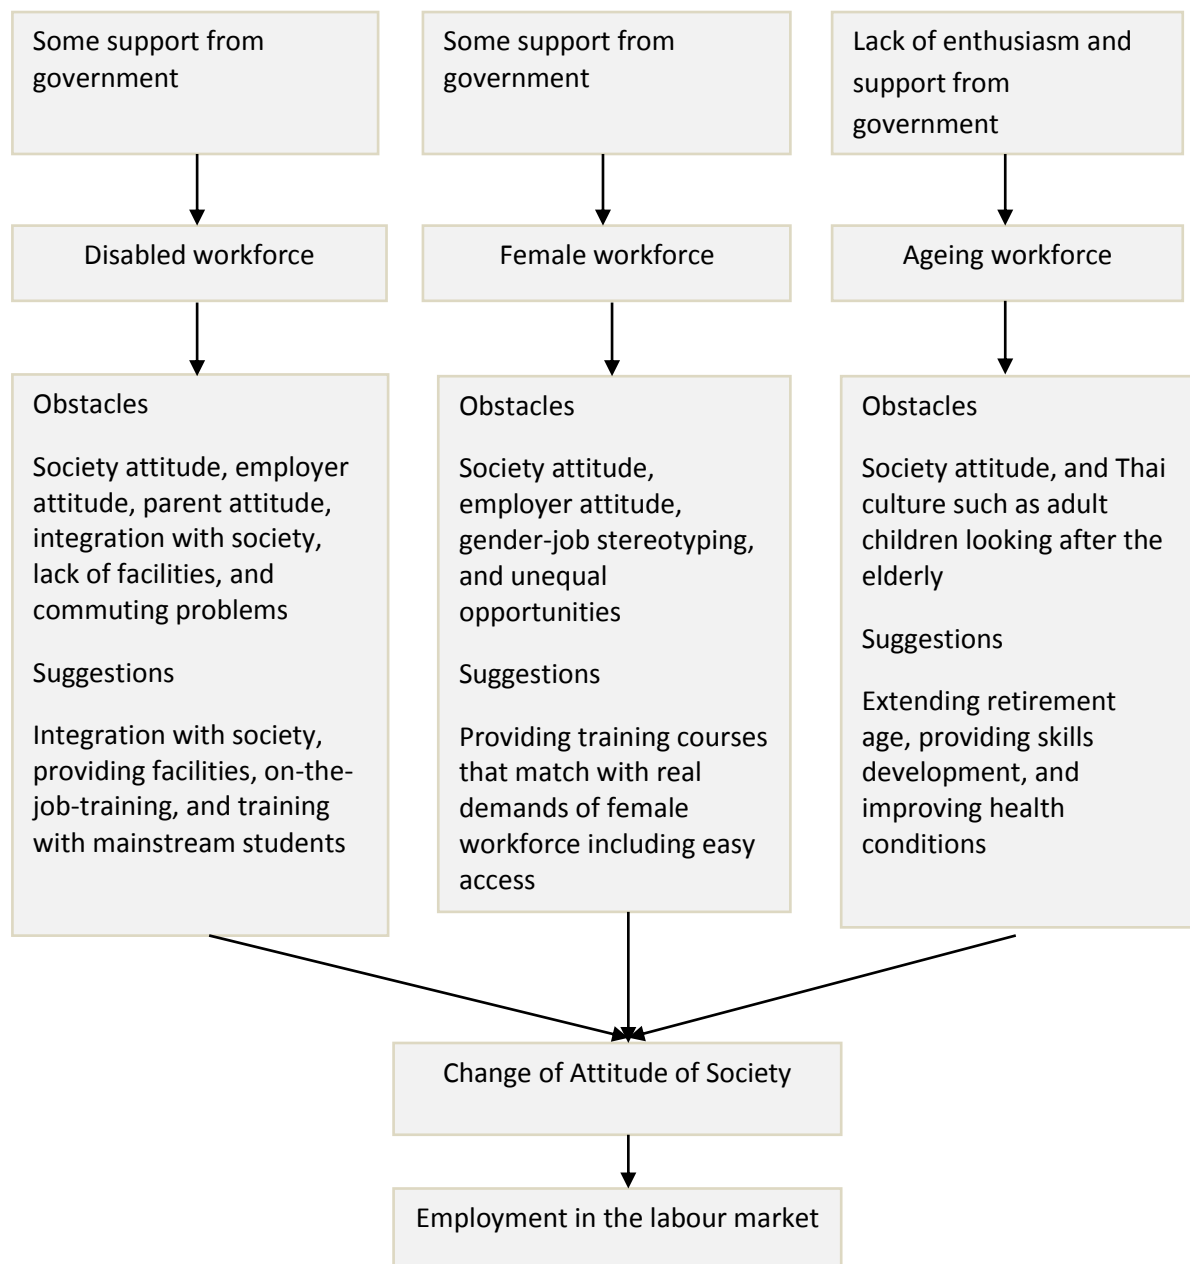 Some support from
government
Some support from
government
Lack of enthusiasm and
support from
government
Disabled workforce
Female workforce
Ageing workforce
Obstacles
Society attitude, employer
attitude, parent attitude,
integration with society,
lack of facilities, and
commuting problems
Suggestions
Integration with society,
providing facilities, on-the-
job-training, and training
with mainstream students
Obstacles
Society attitude,
employer attitude,
gender-job stereotyping,
and unequal
opportunities
Suggestions
Providing training courses
that match with real
demands of female
workforce including easy
access
Obstacles
Society attitude, and Thai
culture such as adult
children looking after the
elderly
Suggestions
Extending retirement
age, providing skills
development, and
improving health
conditions
Change of Attitude of Society
Employment in the labour market